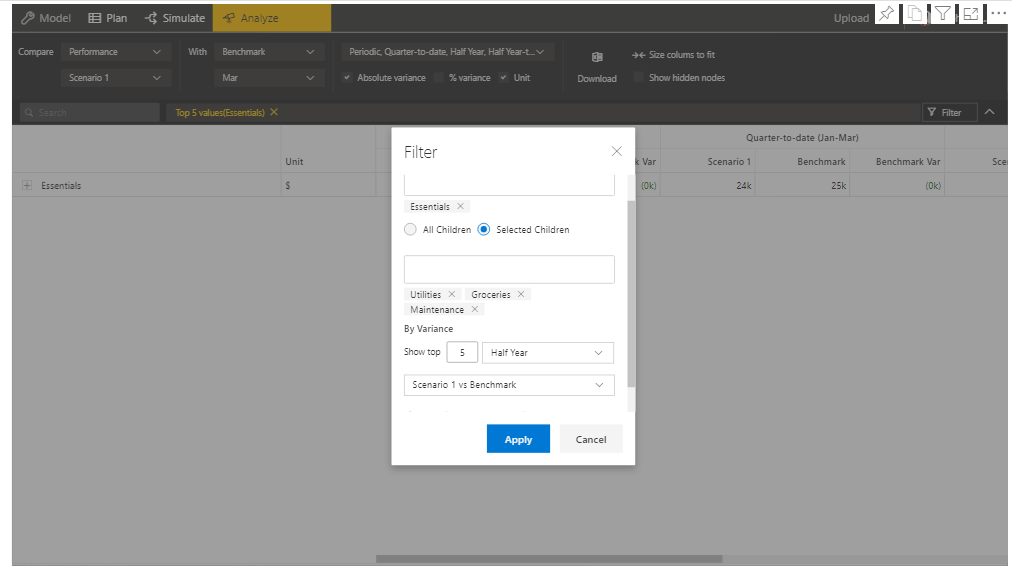 Model Plan Simulate Analyze Upload
Compare Performance With Benchmark Periodic, Quarter-to-date, Half Year, Half Year-t... Size colums to fit
Scenario 1 Mar Absolute variance % variance Unit Download Show hidden nodes
Search Top 5 values(Essentials) Filter
Quarter-to-date (Jan-Mar)
Unit k Var Scenario 1 Benchmark Benchmark Var Sce
Essentials $ (0k) 24k 25k (0k)
Filter
Essentials
All Children Selected Children
Utilities Groceries
Maintenance
By Variance
Show top 5 Half Year
Scenario 1 vs Benchmark
Apply Cancel